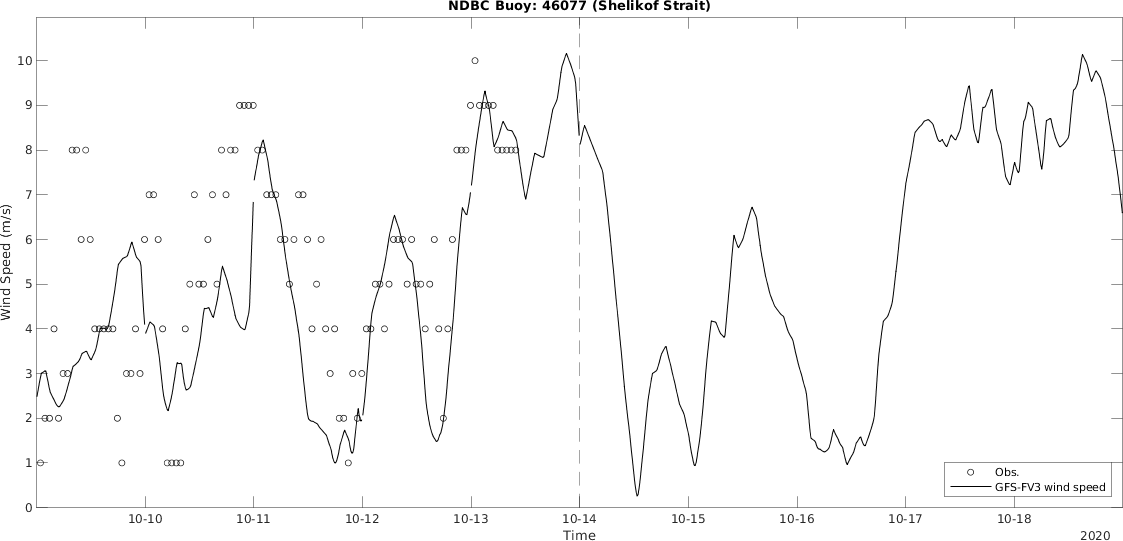 NDBC Buoy: 46077 (Shelikof Strait)
Wind Speed (m/s)
10
9
8
7
6
5
4
3
2
1
0
10-10 10-11 10-12 10-13 10-14 10-15 10-16 10-17 10-18
Time
2020
Obs.
GFS-FV3 wind speed